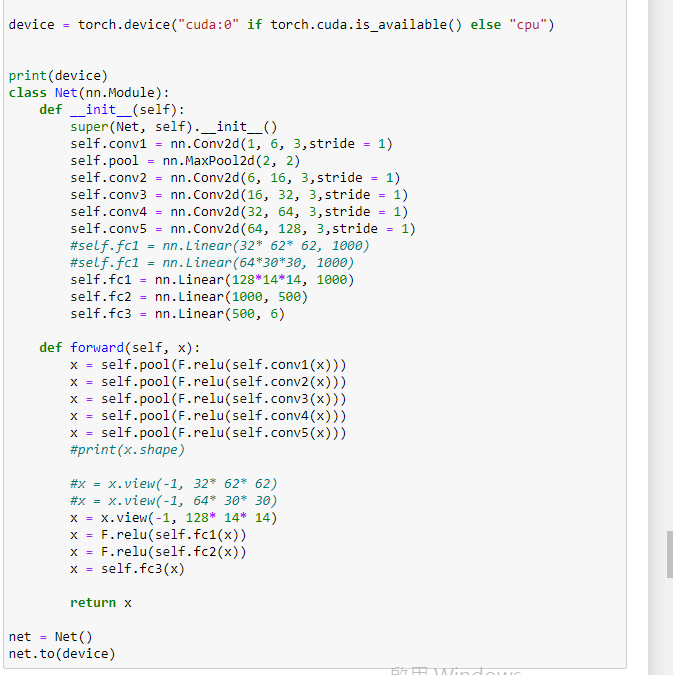 device = torch.device("cuda:0" if torch.cuda.is_available() else "cpu")
print(device)
class Net(nn.Module):
    def __init__(self):
        super(Net, self).__init__()
        self.conv1 = nn.Conv2d(1, 6, 3,stride = 1)
        self.pool = nn.MaxPool2d(2, 2)
        self.conv2 = nn.Conv2d(6, 16, 3,stride = 1)
        self.conv3 = nn.Conv2d(16, 32, 3,stride = 1)
        self.conv4 = nn.Conv2d(32, 64, 3,stride = 1)
        self.conv5 = nn.Conv2d(64, 128, 3,stride = 1)
        #self.fc1 = nn.Linear(32* 62* 62, 1000)
        #self.fc1 = nn.Linear(64*30*30, 1000)
        self.fc1 = nn.Linear(128*14*14, 1000)
        self.fc2 = nn.Linear(1000, 500)
        self.fc3 = nn.Linear(500, 6)
    def forward(self, x):
        x = self.pool(F.relu(self.conv1(x)))
        x = self.pool(F.relu(self.conv2(x)))
        x = self.pool(F.relu(self.conv3(x)))
        x = self.pool(F.relu(self.conv4(x)))
        x = self.pool(F.relu(self.conv5(x)))
        #print(x.shape)
        #x = x.view(-1, 32* 62* 62)
        #x = x.view(-1, 64* 30* 30)
        x = x.view(-1, 128* 14* 14)
        x = F.relu(self.fc1(x))
        x = F.relu(self.fc2(x))
        x = self.fc3(x)
        return x
net = Net()
net.to(device)
啟用 Windows